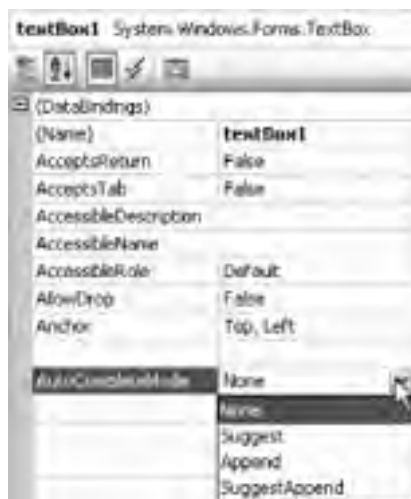 textBox1 System.Windows.Forms.TextBox
(DataBindings)
(Name) textBox1
AcceptsReturn False
AcceptsTab False
AccessibleDescription
AccessibleName
AccessibleRole Default
AllowDrop False
Anchor Top, Left
AutoCompleteMode None
None
Suggest
Append
SuggestAppend